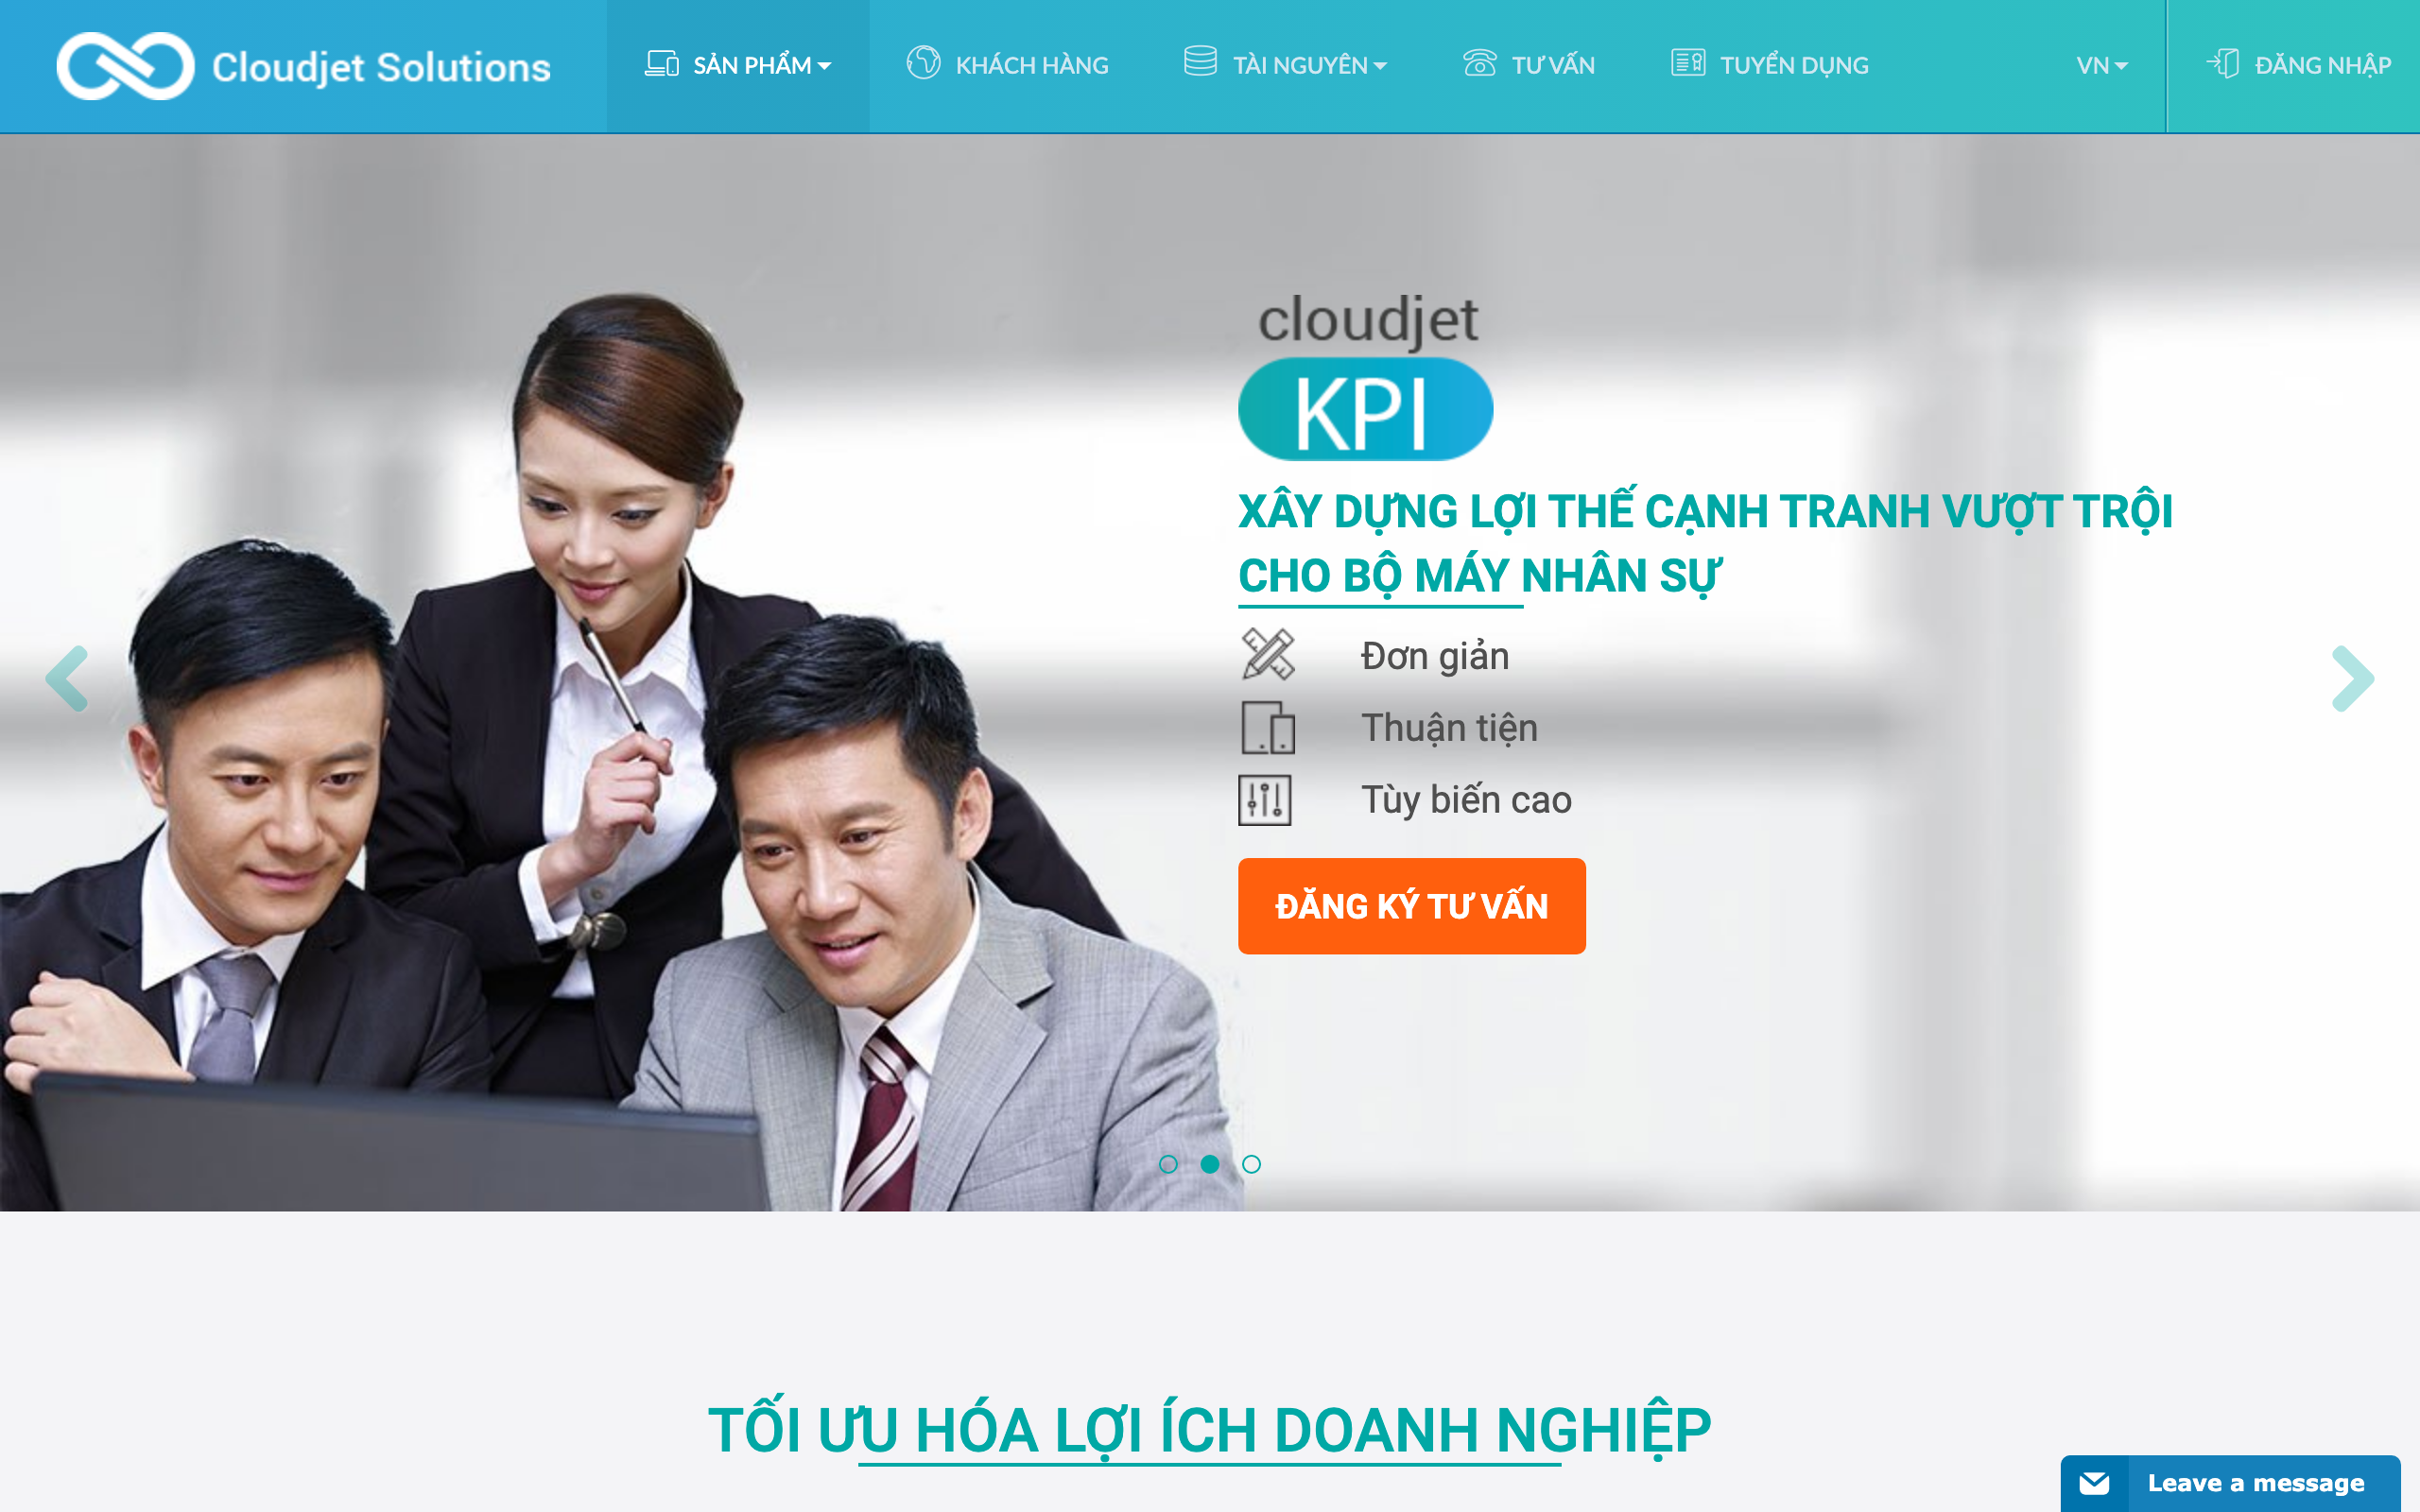 Cloudjet Solutions
SẢN PHẨM
KHÁCH HÀNG
TÀI NGUYÊN
TƯ VẤN
TUYỂN DỤNG
VN
ĐĂNG NHẬP
cloudjet
KPI
XÂY DỰNG LỢI THẾ CẠNH TRANH VƯỢT TRỘI
CHO BỘ MÁY NHÂN SỰ
Đơn giản
Thuận tiện
Tùy biến cao
ĐĂNG KÝ TƯ VẤN
TỐI ƯU HÓA LỢI ÍCH DOANH NGHIỆP
Leave a message